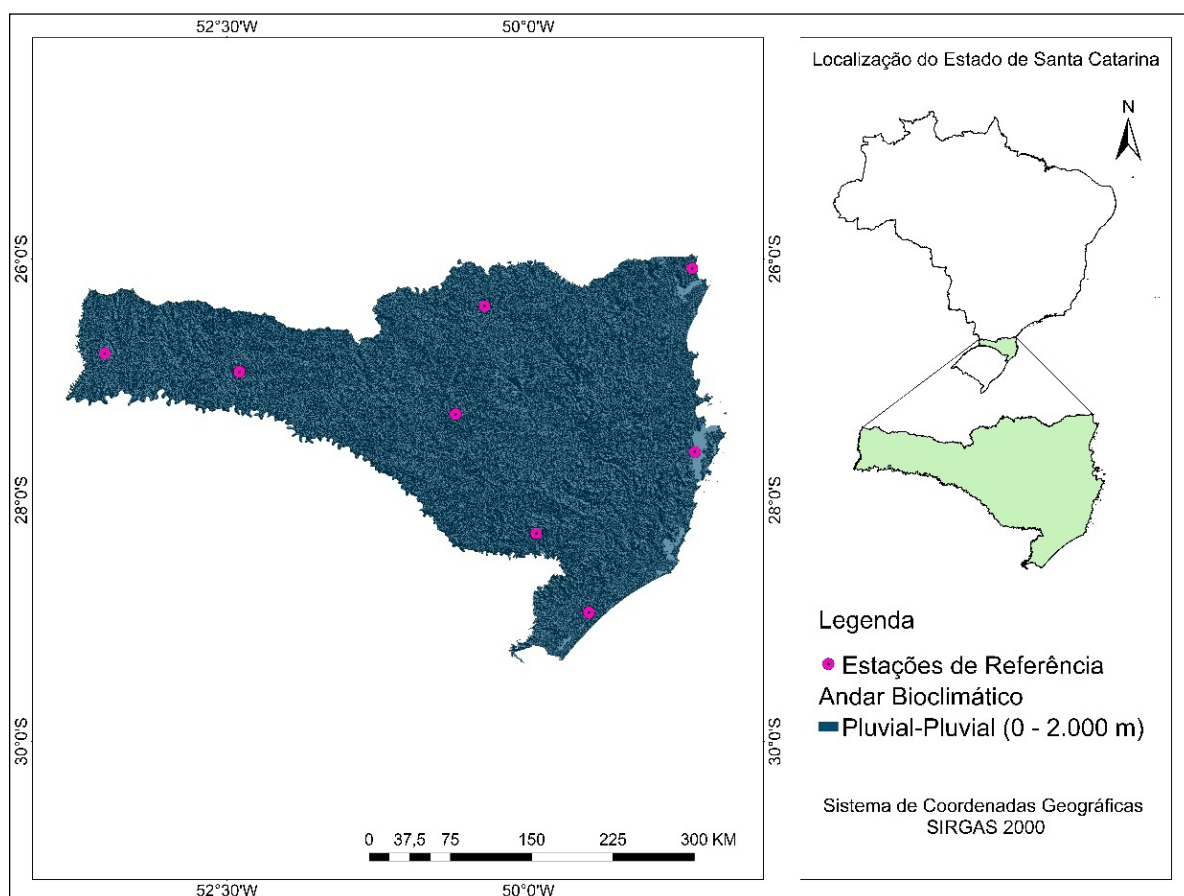 52°30'W
50°0'W
26°0'S
28°0'S
30°0'S
26°0'S
28°0'S
30°0'S
0 37,5 75 150 225 300 KM
52°30'W
50°0'W
Localização do Estado de Santa Catarina
N
Legenda
Estações de Referência
Andar Bioclimático
Pluvial-Pluvial (0 - 2.000 m)
Sistema de Coordenadas Geográficas
SIRGAS 2000